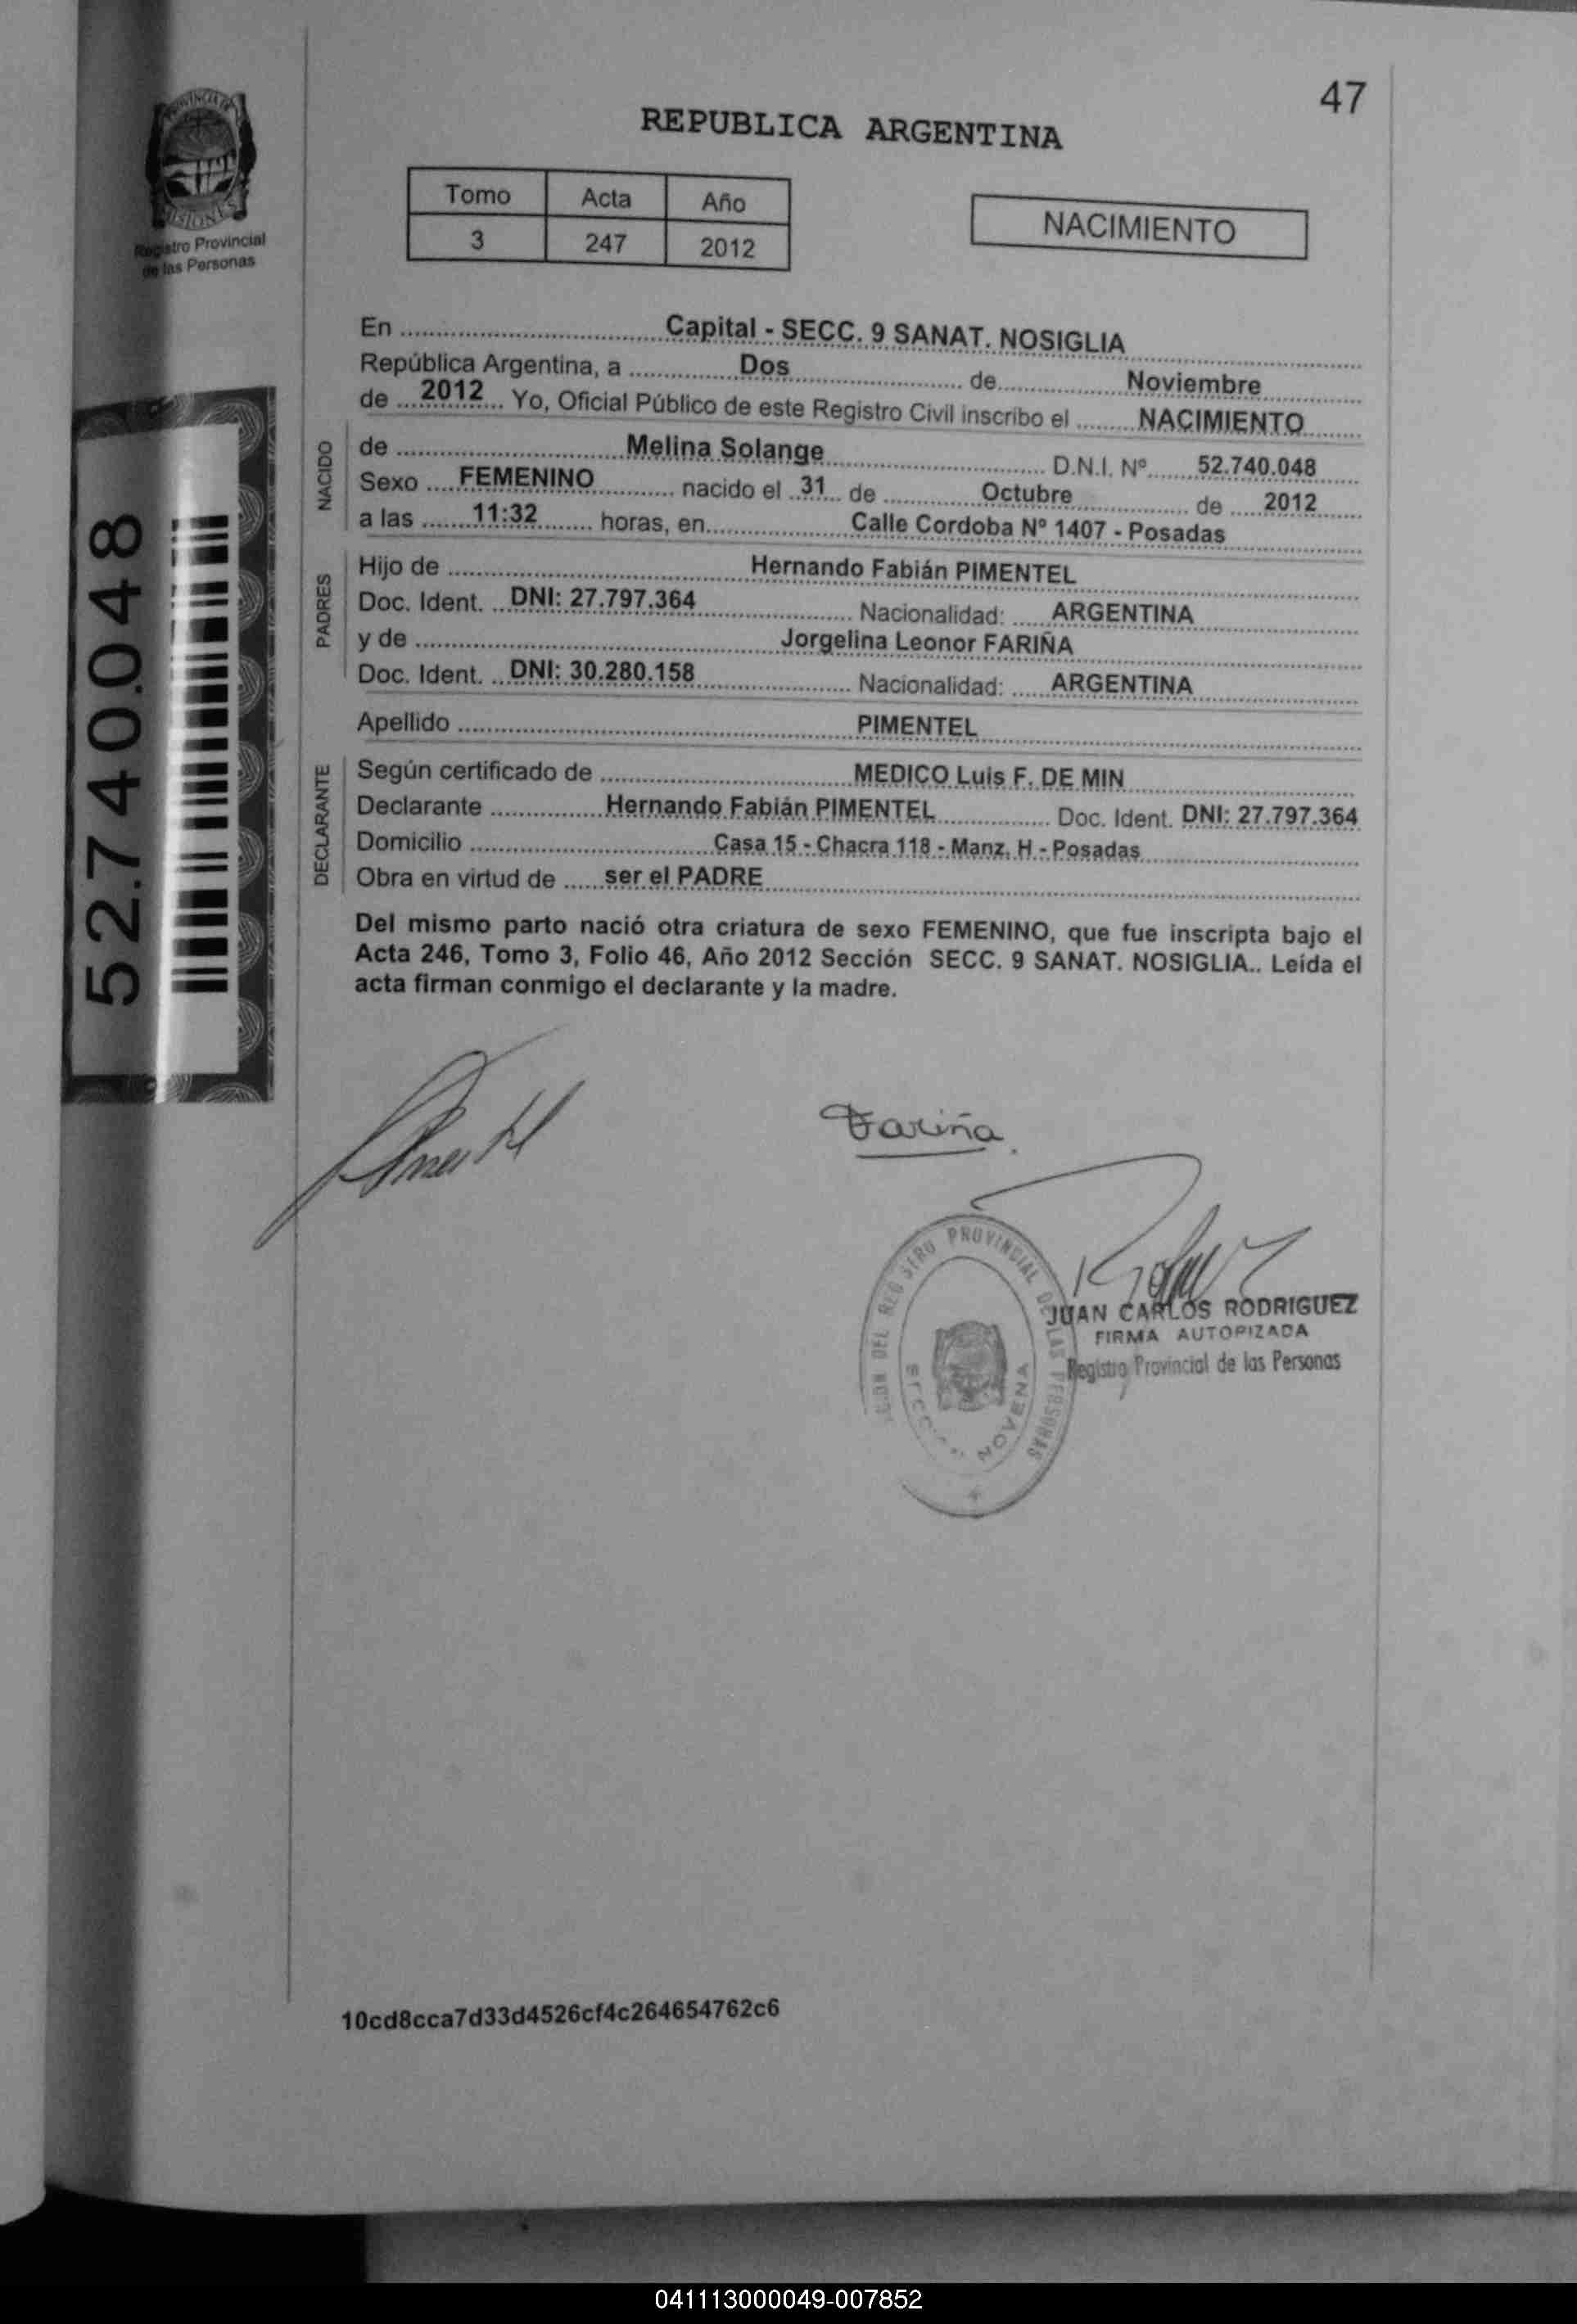 47
REPUBLICA ARGENTINA
PROVINCIA DE
MISIONES
Registro Provincial
de las Personas
Tomo Acta Año
3 247 2012
NACIMIENTO
En Capital - SECC. 9 SANAT. NOSIGLIA
República Argentina, a Dos de Noviembre
de 2012 Yo, Oficial Público de este Registro Civil inscribo el NACIMIENTO
NACIDO
de Melina Solange D.N.I. Nº 52.740.048
Sexo FEMENINO nacido el 31 de Octubre de 2012
a las 11:32 horas, en Calle Cordoba Nº 1407 - Posadas
PADRES
Hijo de Hernando Fabián PIMENTEL
Doc. Ident. DNI: 27.797.364 Nacionalidad: ARGENTINA
y de Jorgelina Leonor FARIÑA
Doc. Ident. DNI: 30.280.158 Nacionalidad: ARGENTINA
Apellido PIMENTEL
DECLARANTE
Según certificado de MEDICO Luis F. DE MIN
Declarante Hernando Fabián PIMENTEL Doc. Ident. DNI: 27.797.364
Domicilio Casa 15 - Chacra 118 - Manz. H - Posadas
Obra en virtud de ser el PADRE
Del mismo parto nació otra criatura de sexo FEMENINO, que fue inscripta bajo el
Acta 246, Tomo 3, Folio 46, Año 2012 Sección SECC. 9 SANAT. NOSIGLIA.. Leída el
acta firman conmigo el declarante y la madre.
52.740.048
Fariña
DEL REGISTRO PROVINCIAL DE LAS PERSONAS
NOVENA
JUAN CARLOS RODRIGUEZ
FIRMA AUTORIZADA
Registro Provincial de las Personas
10cd8cca7d33d4526cf4c264654762c6
041113000049-007852